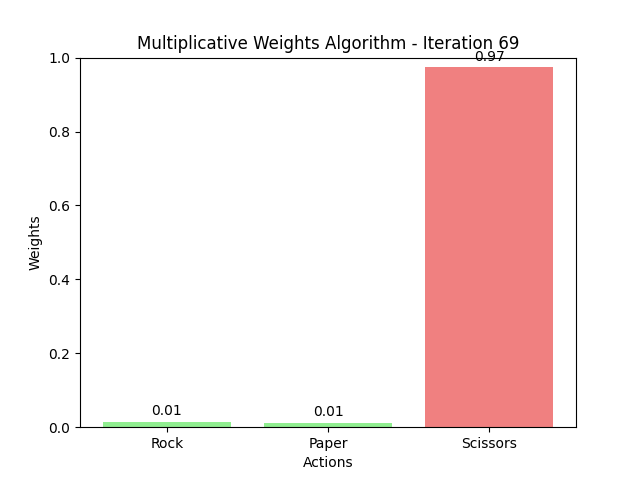 Multiplicative Weights Algorithm - Iteration 69
1.0
0.97
0.8
0.6
Weights
0.4
0.2
0.01
0.01
0.0
Rock
Paper
Scissors
Actions